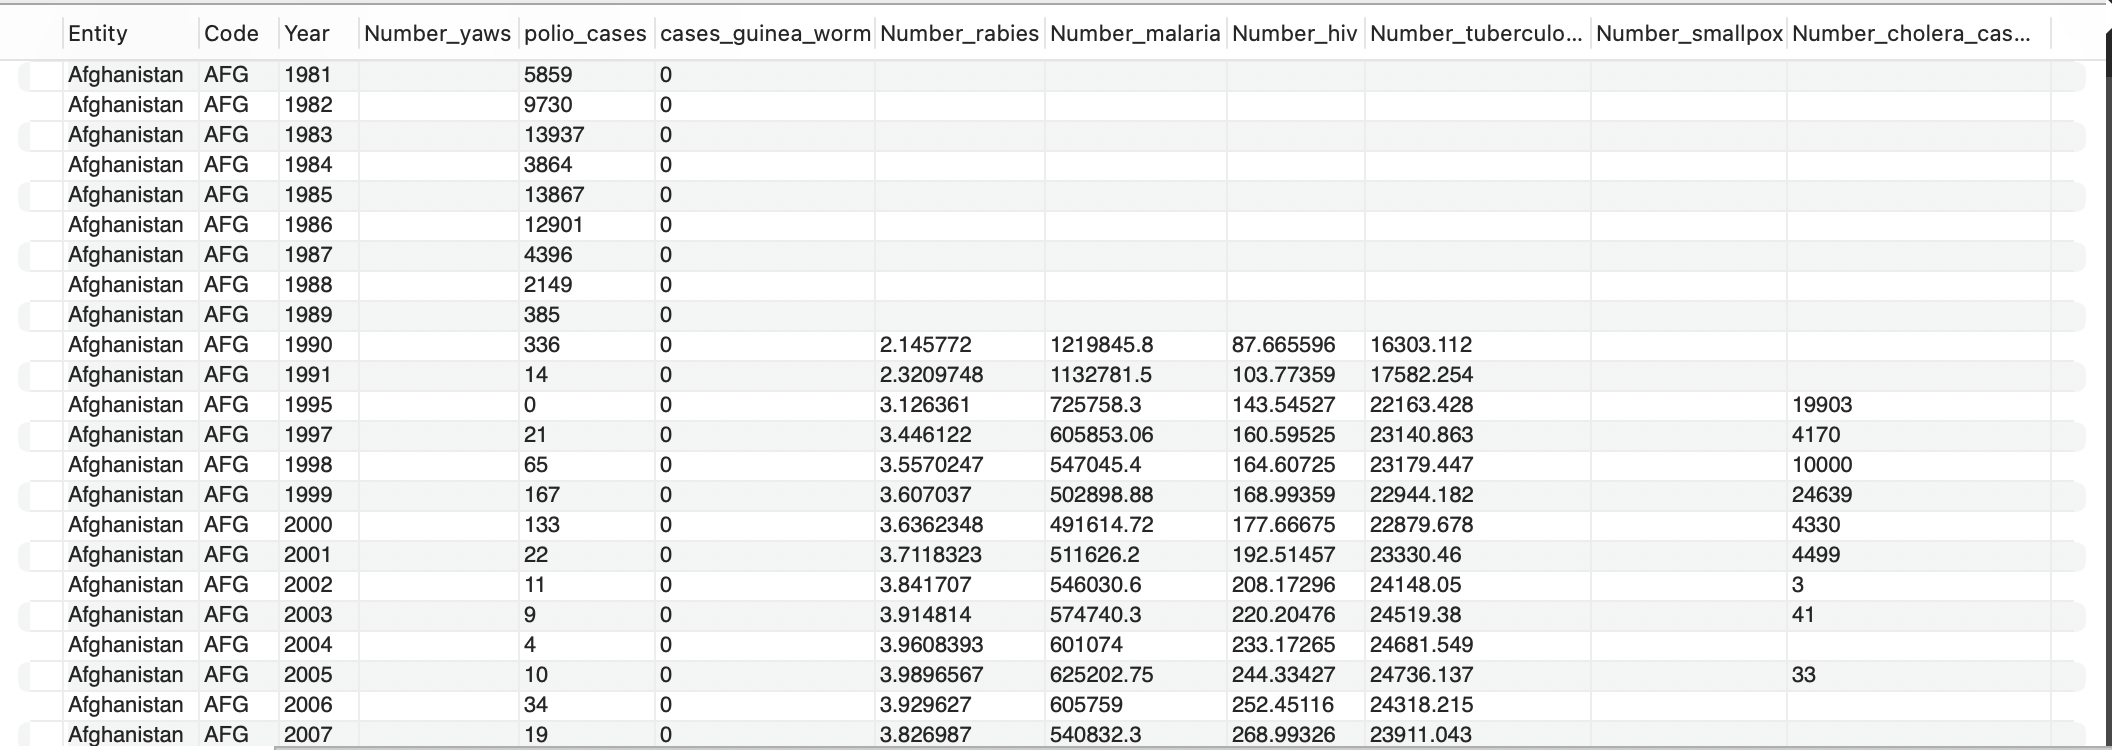 Entity Code Year Number_yaws polio_cases cases_guinea_worm Number_rabies Number_malaria Number_hiv Number_tuberculo... Number_smallpox Number_cholera_cas...
Afghanistan AFG 1981 5859 0
Afghanistan AFG 1982 9730 0
Afghanistan AFG 1983 13937 0
Afghanistan AFG 1984 3864 0
Afghanistan AFG 1985 13867 0
Afghanistan AFG 1986 12901 0
Afghanistan AFG 1987 4396 0
Afghanistan AFG 1988 2149 0
Afghanistan AFG 1989 385 0
Afghanistan AFG 1990 336 0 2.145772 1219845.8 87.665596 16303.112
Afghanistan AFG 1991 14 0 2.3209748 1132781.5 103.77359 17582.254
Afghanistan AFG 1995 0 0 3.126361 725758.3 143.54527 22163.428 19903
Afghanistan AFG 1997 21 0 3.446122 605853.06 160.59525 23140.863 4170
Afghanistan AFG 1998 65 0 3.5570247 547045.4 164.60725 23179.447 10000
Afghanistan AFG 1999 167 0 3.607037 502898.88 168.99359 22944.182 24639
Afghanistan AFG 2000 133 0 3.6362348 491614.72 177.66675 22879.678 4330
Afghanistan AFG 2001 22 0 3.7118323 511626.2 192.51457 23330.46 4499
Afghanistan AFG 2002 11 0 3.841707 546030.6 208.17296 24148.05 3
Afghanistan AFG 2003 9 0 3.914814 574740.3 220.20476 24519.38 41
Afghanistan AFG 2004 4 0 3.9608393 601074 233.17265 24681.549
Afghanistan AFG 2005 10 0 3.9896567 625202.75 244.33427 24736.137 33
Afghanistan AFG 2006 34 0 3.929627 605759 252.45116 24318.215
Afghanistan AFG 2007 19 0 3.826987 540832.3 268.99326 23911.043